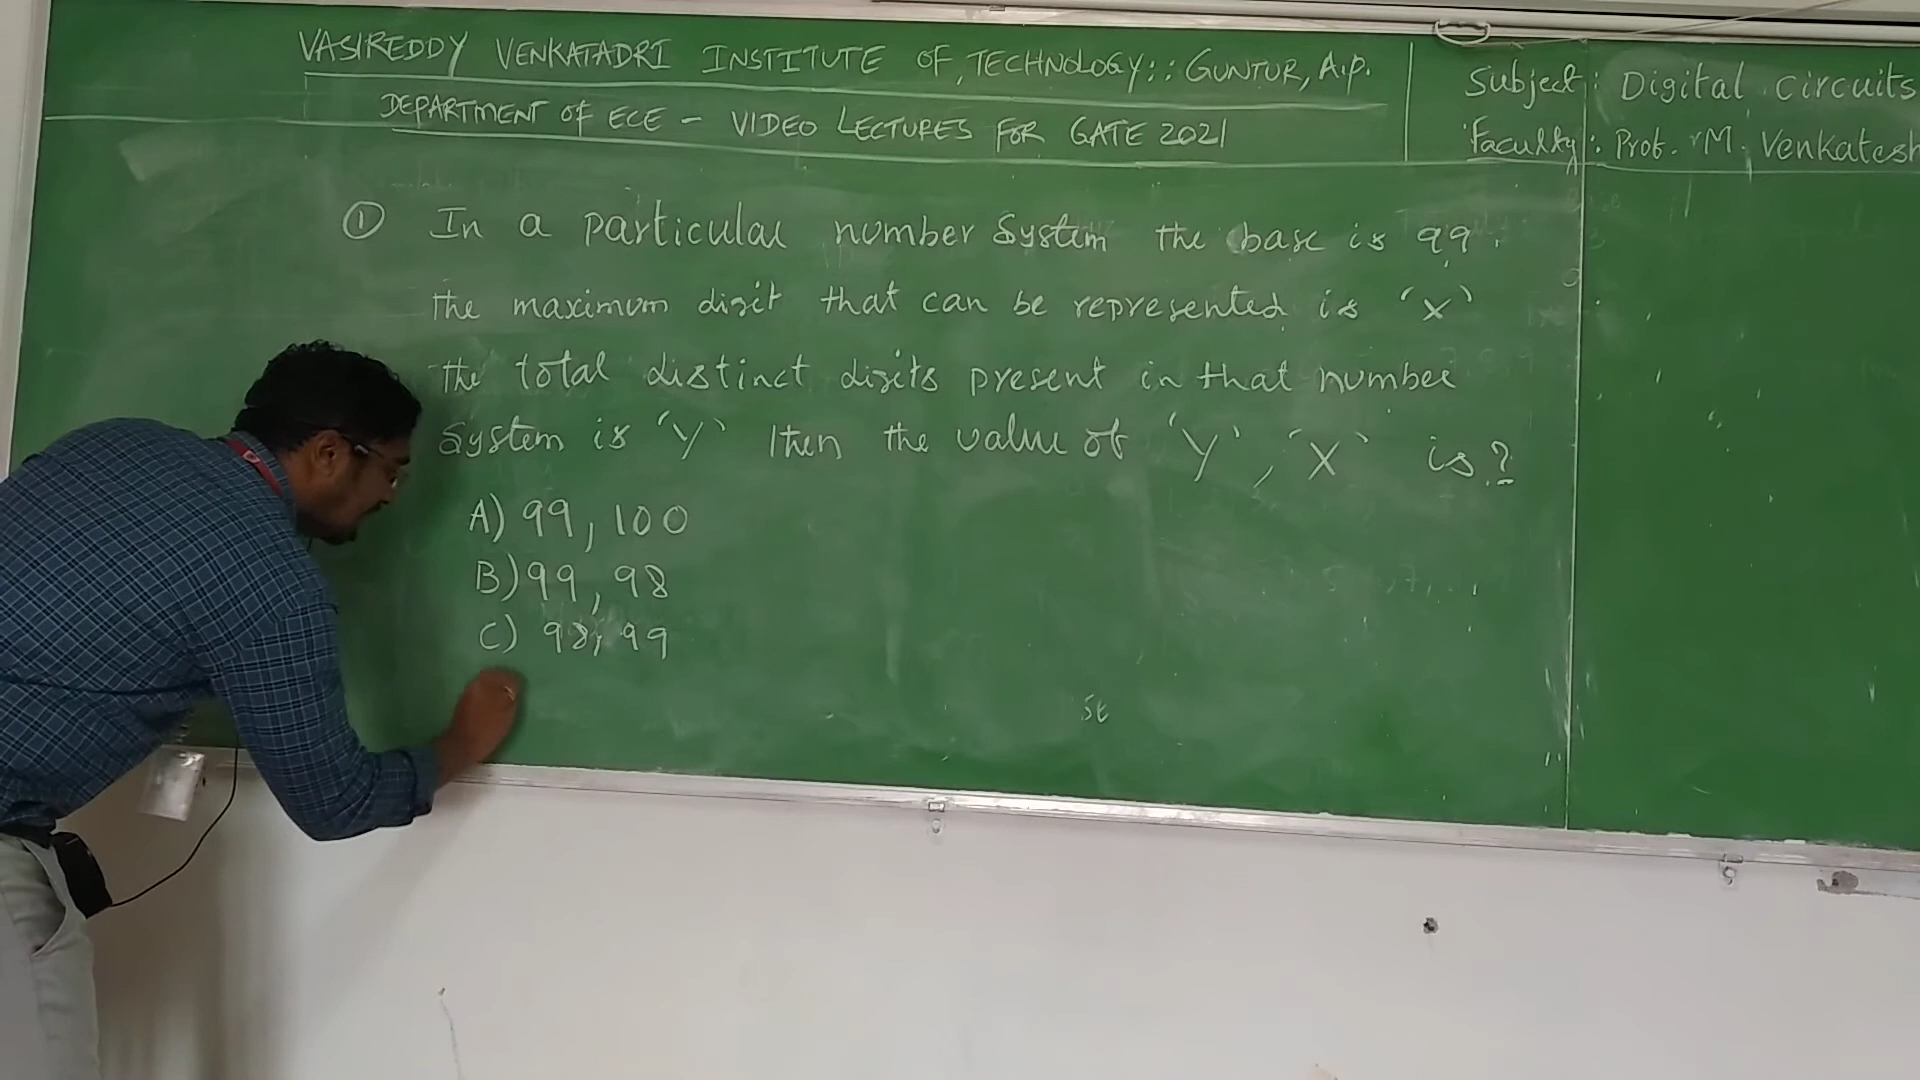 VASIREDDY VENKATADRI INSTITUTE OF TECHNOLOGY:: GUNTUR, A.P.
DEPARTMENT OF ECE - VIDEO LECTURES FOR GATE 2021
Subject: Digital Circuits
Faculty: Prof. M. Venkatesh
① In a particular number System the base is 99.
The maximum digit that can be represented is 'X'
The total distinct digits present in that number
System is 'Y' then the value of 'Y', 'X' is?
A) 99, 100
B) 99, 98
C) 98, 99